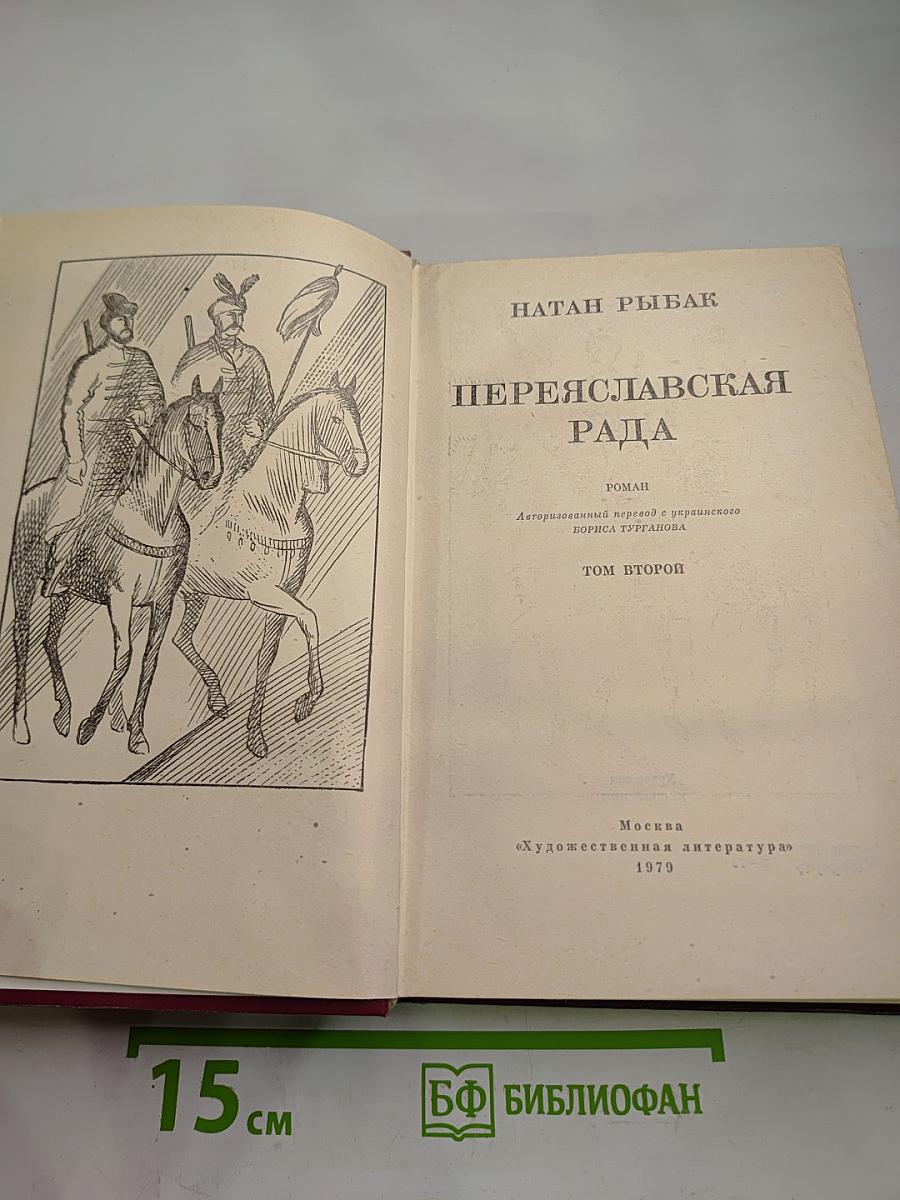 НАТАН РЫБАК
ПЕРЕЯСЛАВСКАЯ
РАДА
РОМАН
Авторизованный перевод с украинского
БОРИСА ТУРГАНОВА
ТОМ ВТОРОЙ
Москва
«Художественная литература»
1979
15 см
БФ БИБЛИОФАН